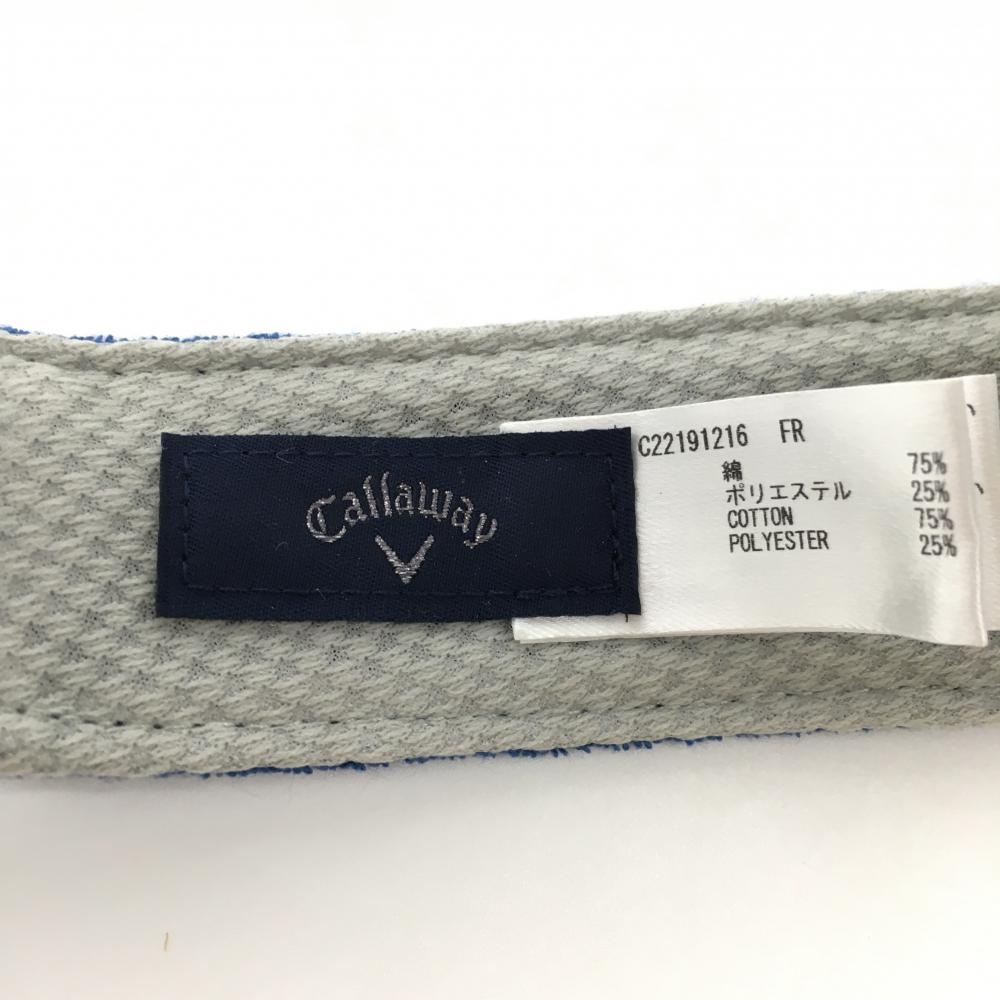 Callaway
C22191216 FR
綿 75%
ポリエステル 25%
COTTON 75%
POLYESTER 25%